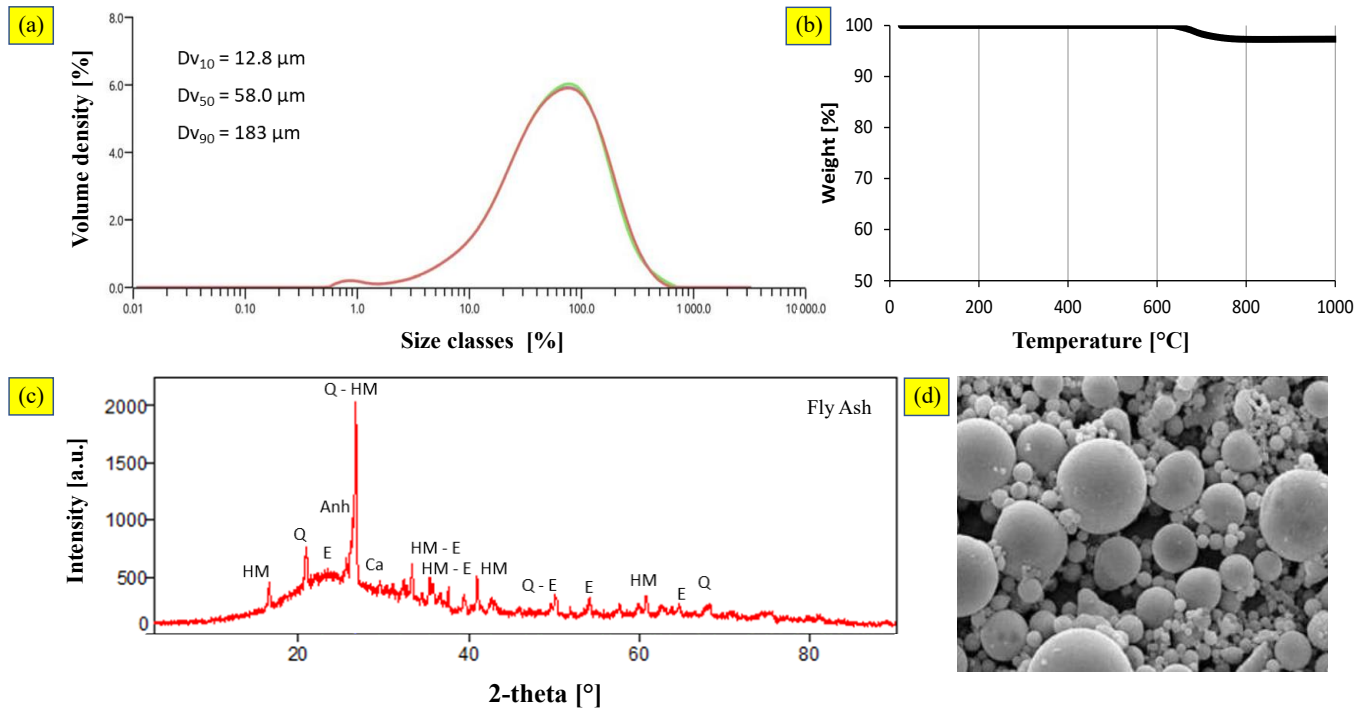 (a)
8.0
6.0
4.0
2.0
0.0
Volume density [%]
Dv10 = 12.8 µm
Dv50 = 58.0 µm
Dv90 = 183 µm
0.01 0.10 1.0 10.0 100.0 1 000.0 10 000.0
Size classes [%]
(b)
100
90
80
70
60
50
Weight [%]
0 200 400 600 800 1000
Temperature [°C]
(c)
2000
1500
1000
500
0
Intensity [a.u.]
Fly Ash
Q - HM
Anh
Q
E
HM
Ca
HM - E
HM - E
HM
Q - E
E
HM
E
Q
20 40 60 80
2-theta [°]
(d)